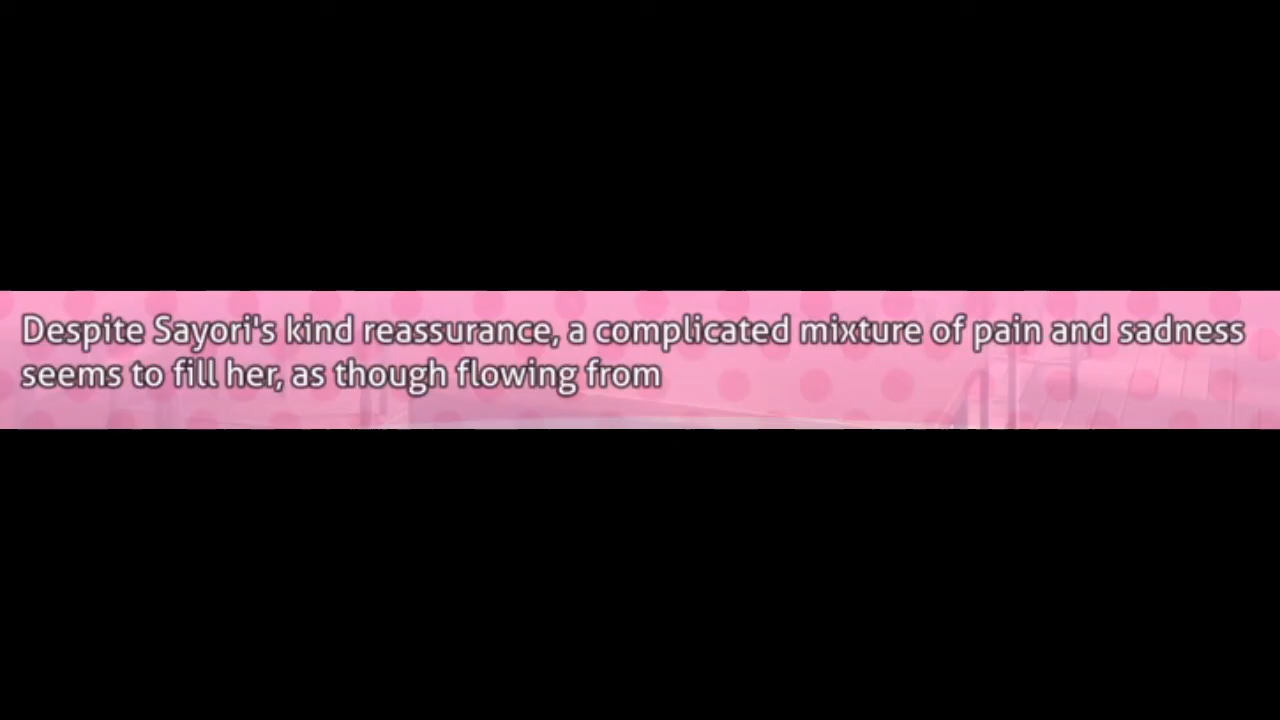 Despite Sayori's kind reassurance, a complicated mixture of pain and sadness
seems to fill her, as though flowing from